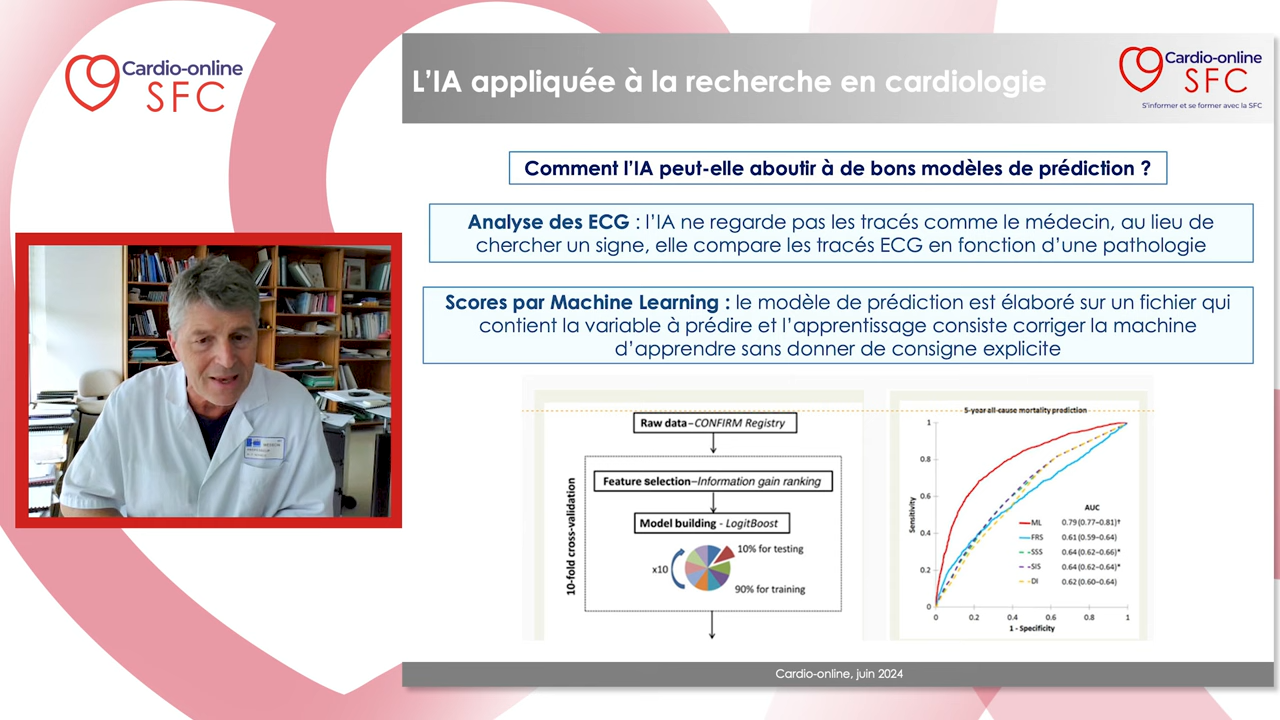 Cardio-online
SFC
L'IA appliquée à la recherche en cardiologie
Cardio-online
SFC
S'informer et se former avec la SFC
Comment l'IA peut-elle aboutir à de bons modèles de prédiction ?
Analyse des ECG : l'IA ne regarde pas les tracés comme le médecin, au lieu de
chercher un signe, elle compare les tracés ECG en fonction d'une pathologie
Scores par Machine Learning : le modèle de prédiction est élaboré sur un fichier qui
contient la variable à prédire et l'apprentissage consiste corriger la machine
d'apprendre sans donner de consigne explicite
Raw data–CONFIRM Registry
10-fold cross-validation
Feature selection–Information gain ranking
Model building - LogitBoost
x10
10% for testing
90% for training
5-year all-cause mortality prediction
Sensitivity
1
0.8
0.6
0.4
0.2
0
0 0.2 0.4 0.6 0.8 1
1 - Specificity
AUC
ML 0.79 (0.77–0.81)†
FRS 0.61 (0.59–0.64)
SSS 0.64 (0.62–0.66)*
SIS 0.64 (0.62–0.64)*
DI 0.62 (0.60–0.64)
Cardio-online, juin 2024